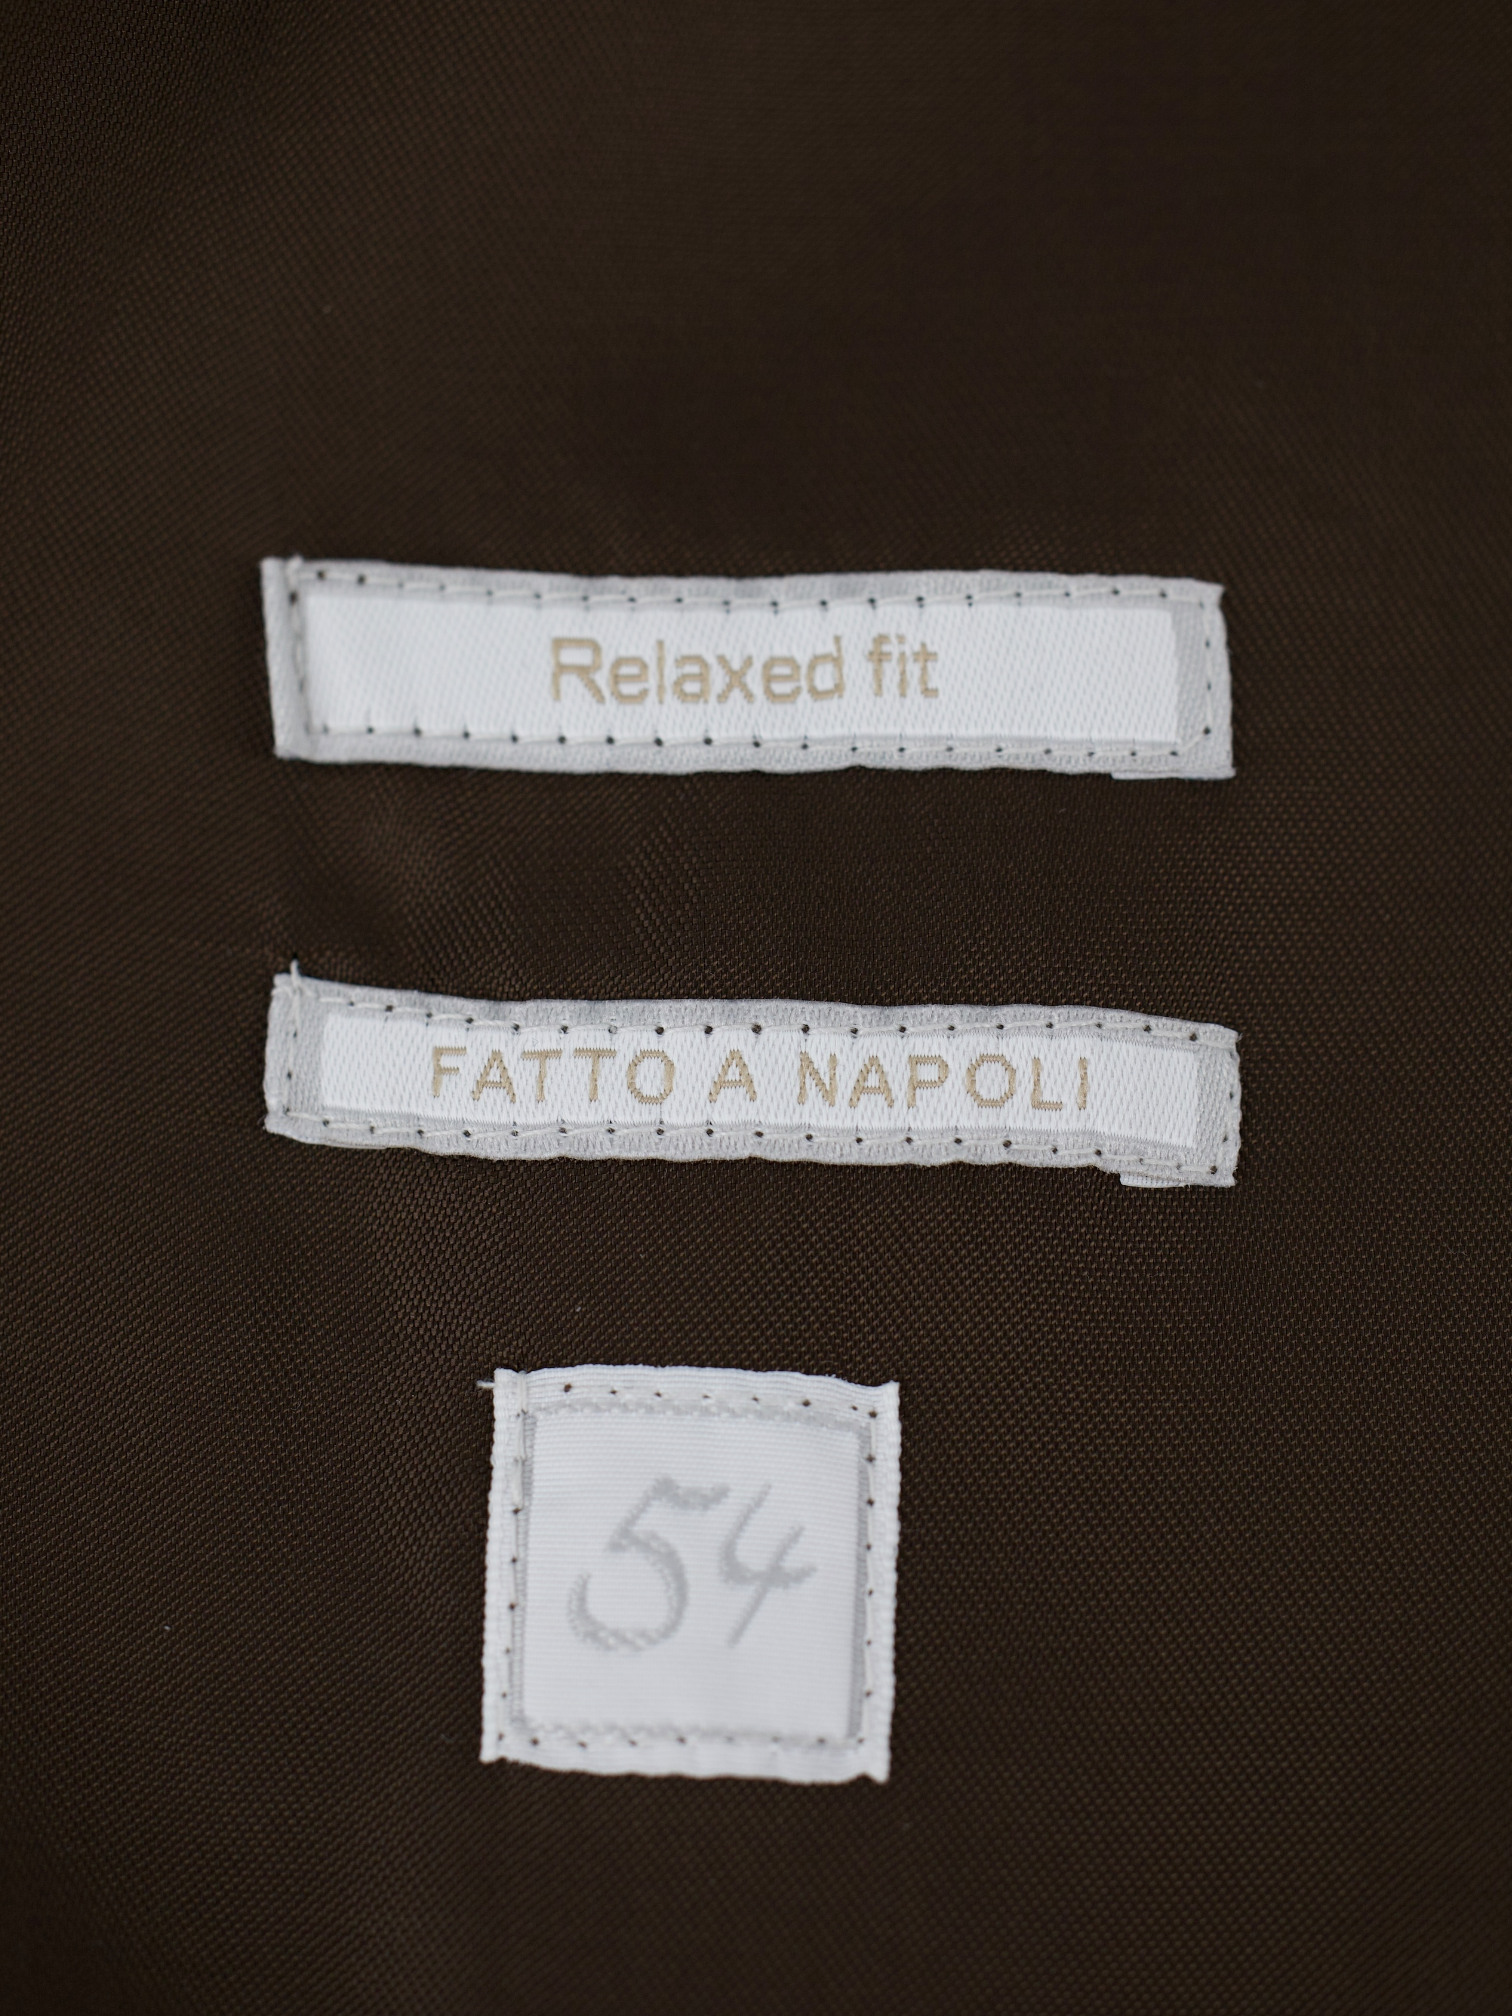 Relaxed fit
FATTO A NAPOLI
54